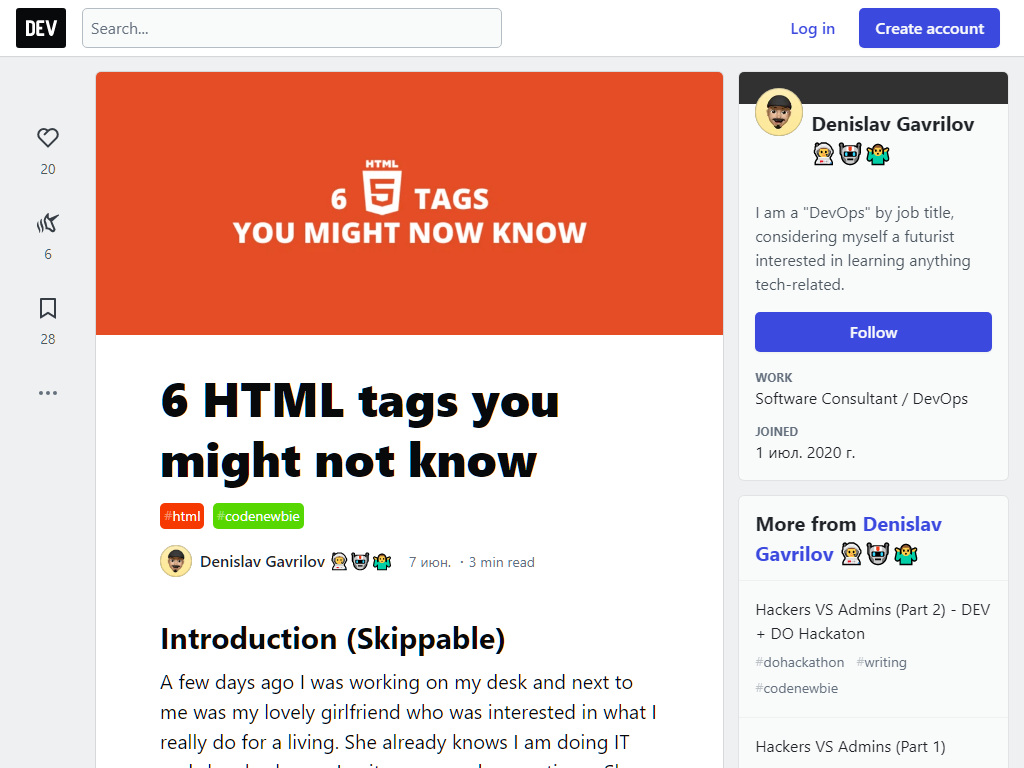 DEV
Search...
Log in
Create account
20
6
28
HTML
6 5 TAGS
YOU MIGHT NOW KNOW
6 HTML tags you
might not know
#html #codenewbie
Denislav Gavrilov 7 июн. · 3 min read
Introduction (Skippable)
A few days ago I was working on my desk and next to
me was my lovely girlfriend who was interested in what I
really do for a living. She already knows I am doing IT
Denislav Gavrilov
I am a "DevOps" by job title,
considering myself a futurist
interested in learning anything
tech-related.
Follow
WORK
Software Consultant / DevOps
JOINED
1 июл. 2020 г.
More from Denislav
Gavrilov
Hackers VS Admins (Part 2) - DEV
+ DO Hackaton
#dohackathon #writing
#codenewbie
Hackers VS Admins (Part 1)